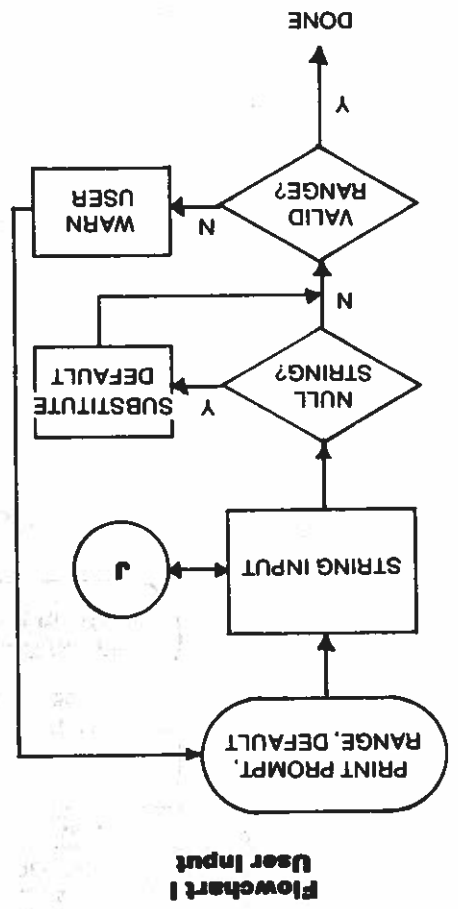 Flowchart I
User Input
PRINT PROMPT,
RANGE, DEFAULT
STRING INPUT
J
NULL
STRING?
Y
SUBSTITUTE
DEFAULT
N
VALID
RANGE?
N
WARN
USER
Y
DONE